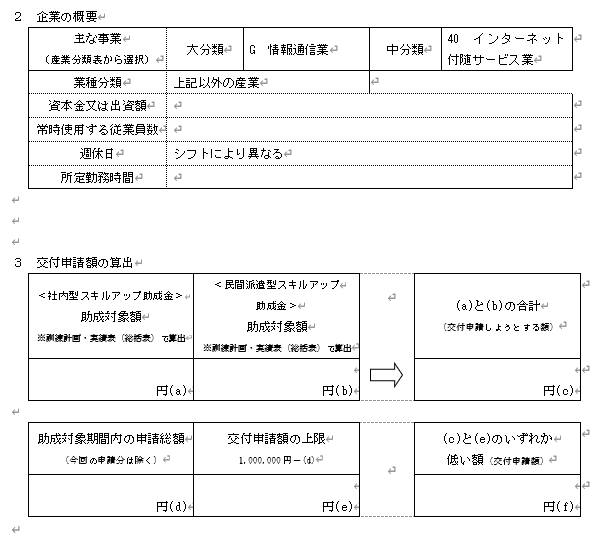 ２　企業の概要
主な事業
（産業分類表から選択）
大分類
G　情報通信業
中分類
40　インターネット
付随サービス業
業種分類
上記以外の産業
資本金又は出資額
常時使用する従業員数
週休日
シフトにより異なる
所定勤務時間
３　交付申請額の算出
＜社内型スキルアップ助成金＞
助成対象額
※訓練計画・実績表（総括表）で算出
＜民間派遣型スキルアップ
助成金＞
助成対象額
※訓練計画・実績表（総括表）で算出
(a)と(b)の合計
（交付申請しようとする額）
円(a)
円(b)
円(c)
助成対象期間内の申請総額
（今回の申請分は除く）
交付申請額の上限
1,000,000円－(d)
(c)と(e)のいずれか
低い額（交付申請額）
円(d)
円(e)
円(f)